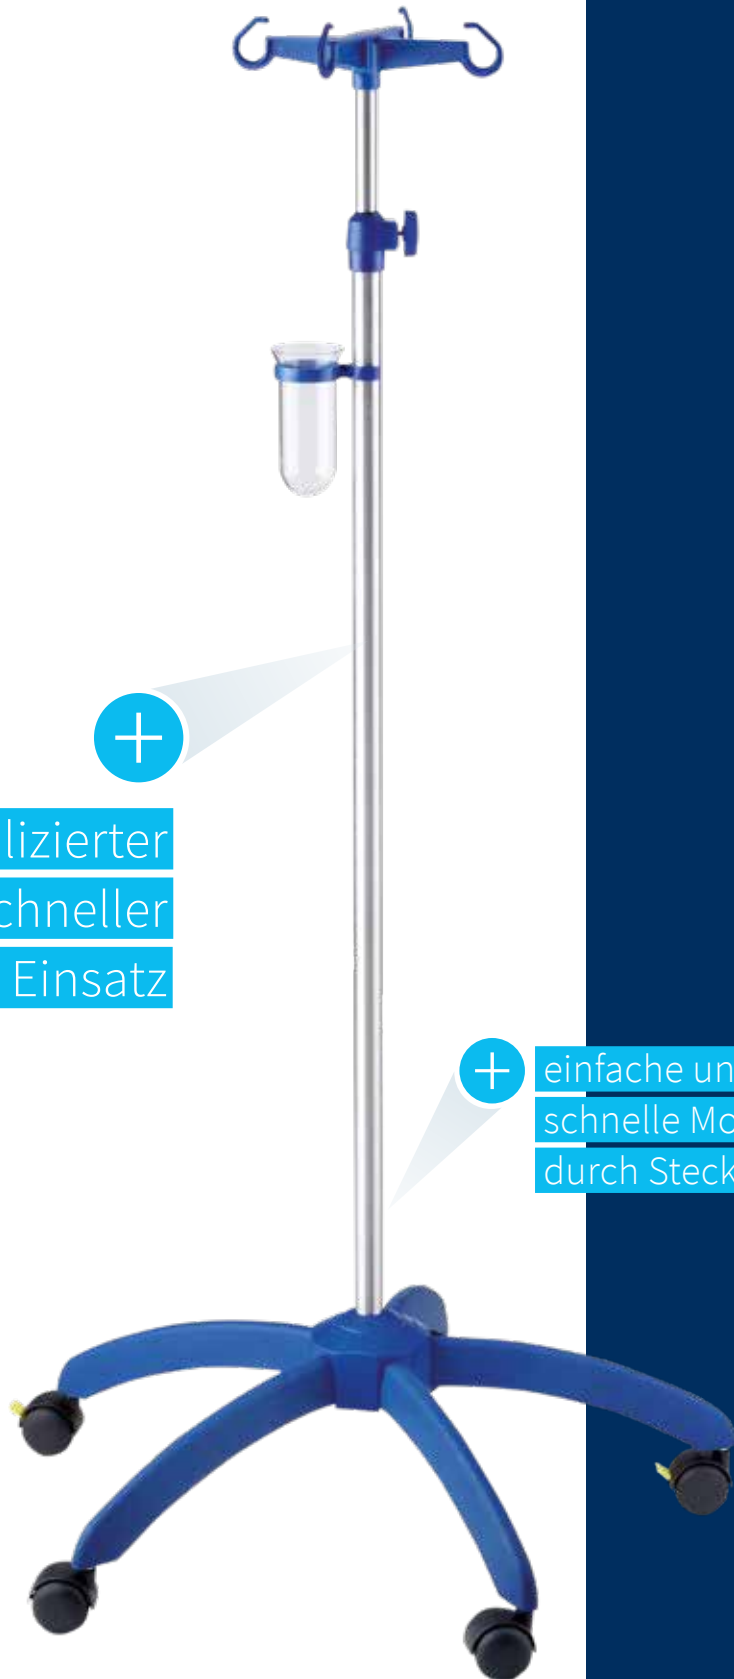 lizierter
chneller
Einsatz
einfache un
schnelle Mo
durch Steck